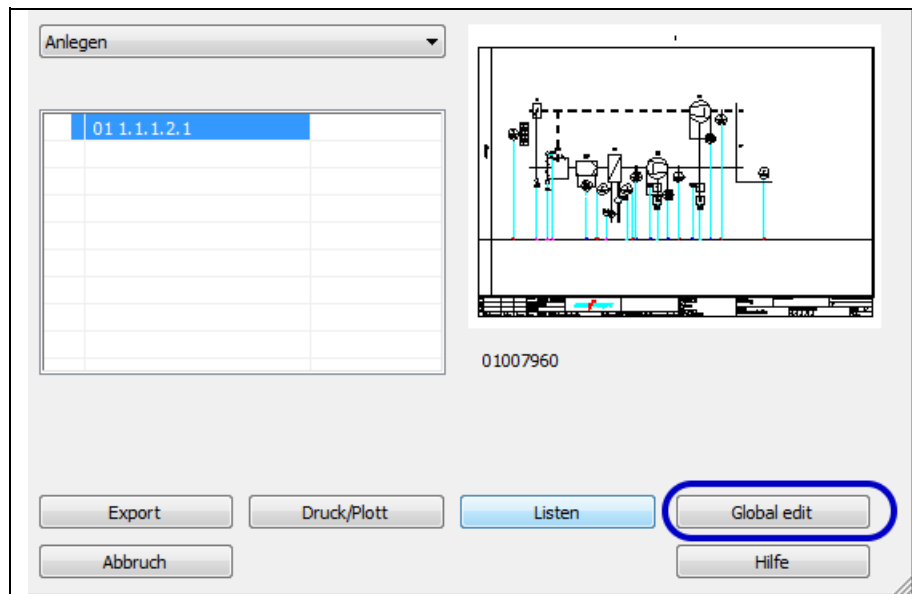 Anlegen
01 1.1.1.2.1
01007960
Export
Druck/Plott
Listen
Global edit
Abbruch
Hilfe